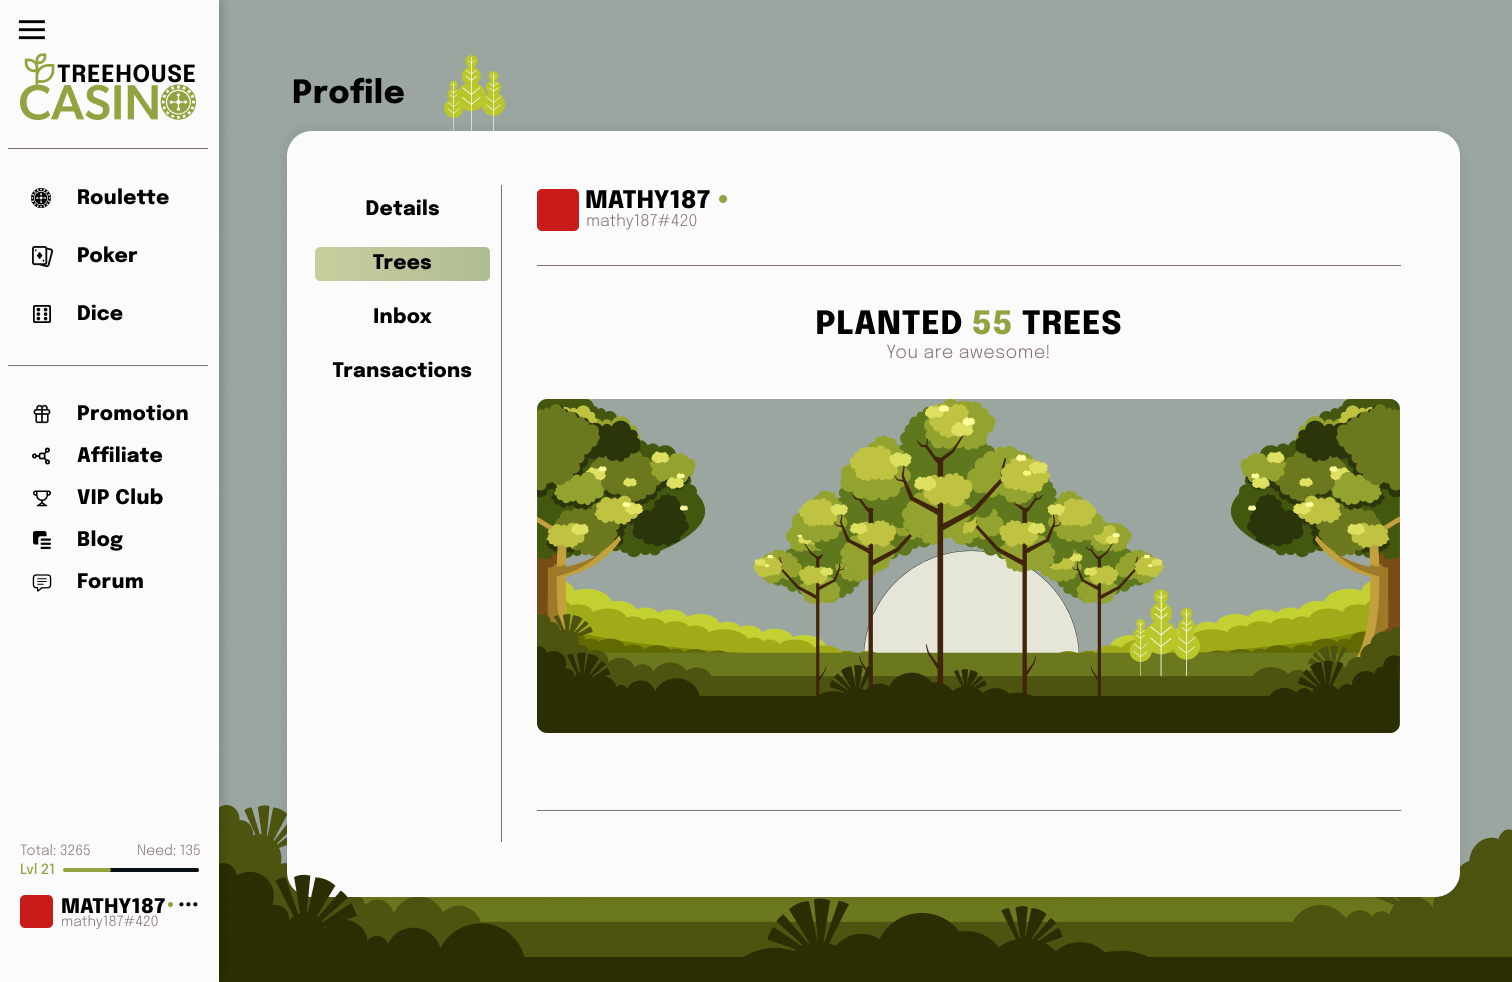 TREEHOUSE
CASINO
Roulette
Poker
Dice
Promotion
Affiliate
VIP Club
Blog
Forum
Total: 3265 Need: 135
Lvl 21
MATHY187
mathy187#420
Profile
Details
Trees
Inbox
Transactions
MATHY187
mathy187#420
PLANTED 55 TREES
You are awesome!